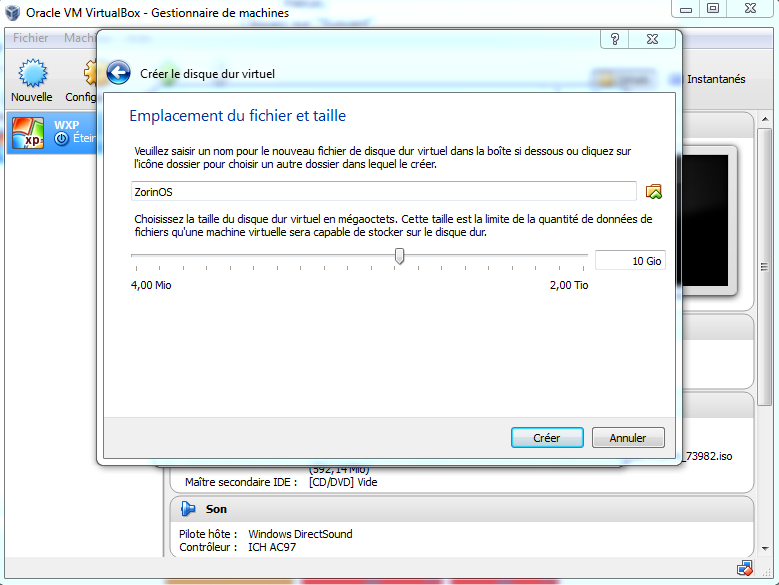 Oracle VM VirtualBox - Gestionnaire de machines
Fichier
Nouvelle
Config
Instantanés
WXP
Étein
xp
?
Créer le disque dur virtuel
Emplacement du fichier et taille
Veuillez saisir un nom pour le nouveau fichier de disque dur virtuel dans la boîte si dessous ou cliquez sur
l'icône dossier pour choisir un autre dossier dans lequel le créer.
ZorinOS
Choisissez la taille du disque dur virtuel en mégaoctets. Cette taille est la limite de la quantité de données de
fichiers qu'une machine virtuelle sera capable de stocker sur le disque dur.
10 Gio
4,00 Mio
2,00 Tio
Créer
Annuler
_73982.iso
(592,14 Mio)
Maître secondaire IDE : [CD/DVD] Vide
Son
Pilote hôte : Windows DirectSound
Contrôleur : ICH AC97